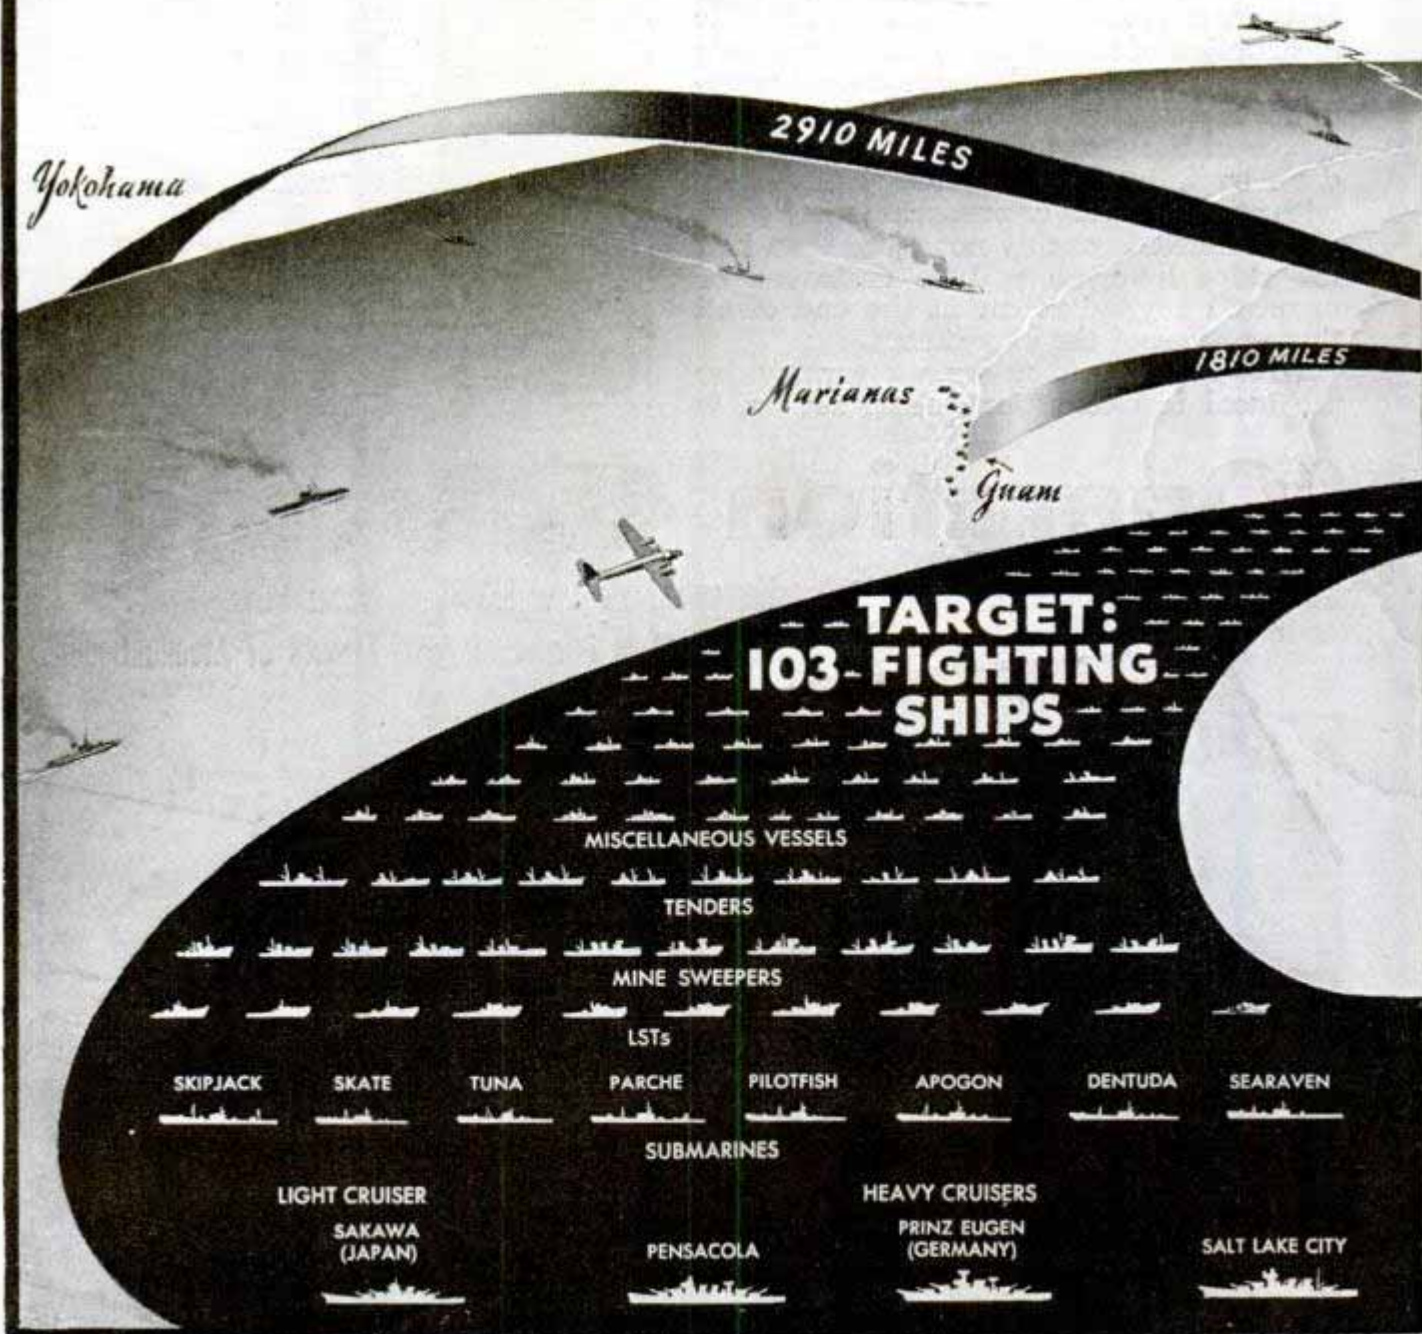 Yokohama
2910 MILES
1810 MILES
Marianas
Guam
TARGET:
103 FIGHTING
SHIPS
MISCELLANEOUS VESSELS
TENDERS
MINE SWEEPERS
LSTs
SKIPJACK SKATE TUNA PARCHE PILOTFISH APOGON DENTUDA SEARAVEN
SUBMARINES
LIGHT CRUISER HEAVY CRUISERS
SAKAWA
(JAPAN)
PENSACOLA
PRINZ EUGEN
(GERMANY)
SALT LAKE CITY